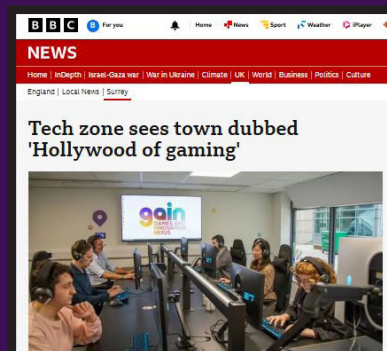 BBC For you Home News Sport Weather iPlayer
NEWS
Home | InDepth | Israel-Gaza war | War in Ukraine | Climate | UK | World | Business | Politics | Culture
England | Local News | Surrey
Tech zone sees town dubbed
'Hollywood of gaming'
gain
GAMES AND
INNOVATION
NEXUS